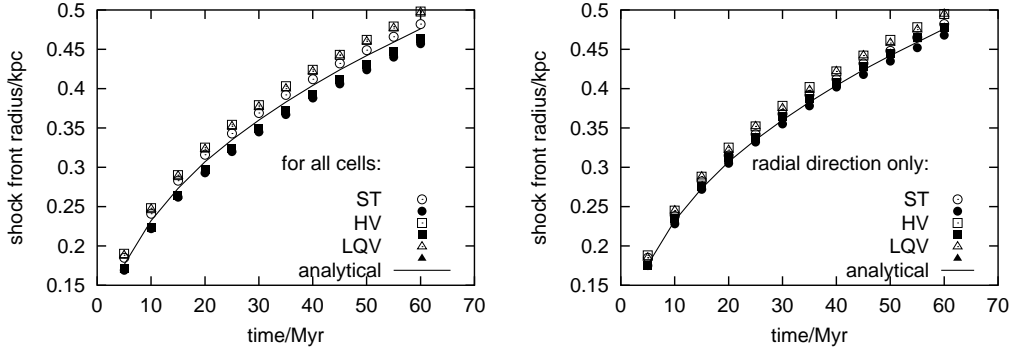 shock front radius/kpc
0.5
0.45
0.4
0.35
0.3
0.25
0.2
0.15
for all cells:
ST
HV
LQV
analytical
0 10 20 30 40 50 60 70
time/Myr
shock front radius/kpc
0.5
0.45
0.4
0.35
0.3
0.25
0.2
0.15
radial direction only:
ST
HV
LQV
analytical
0 10 20 30 40 50 60 70
time/Myr